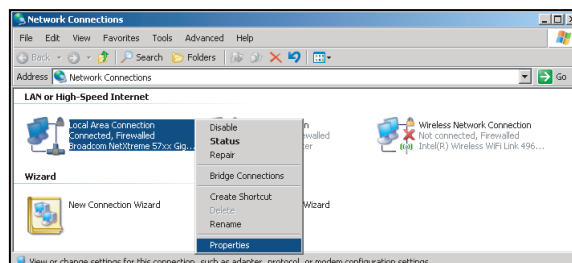 Network Connections
File Edit View Favorites Tools Advanced Help
Back Search Folders
Address Network Connections Go
LAN or High-Speed Internet
Local Area Connection
Connected, Firewalled
Broadcom NetXtreme 57xx Gig...
Disable
Status
Repair
Bridge Connections
Create Shortcut
Delete
Rename
Properties
Wireless Network Connection
Not connected, Firewalled
Intel(R) Wireless WiFi Link 496...
Wizard
New Connection Wizard
Wizard
View or change settings for this connection, such as adapter, protocol, or modem configuration settings.